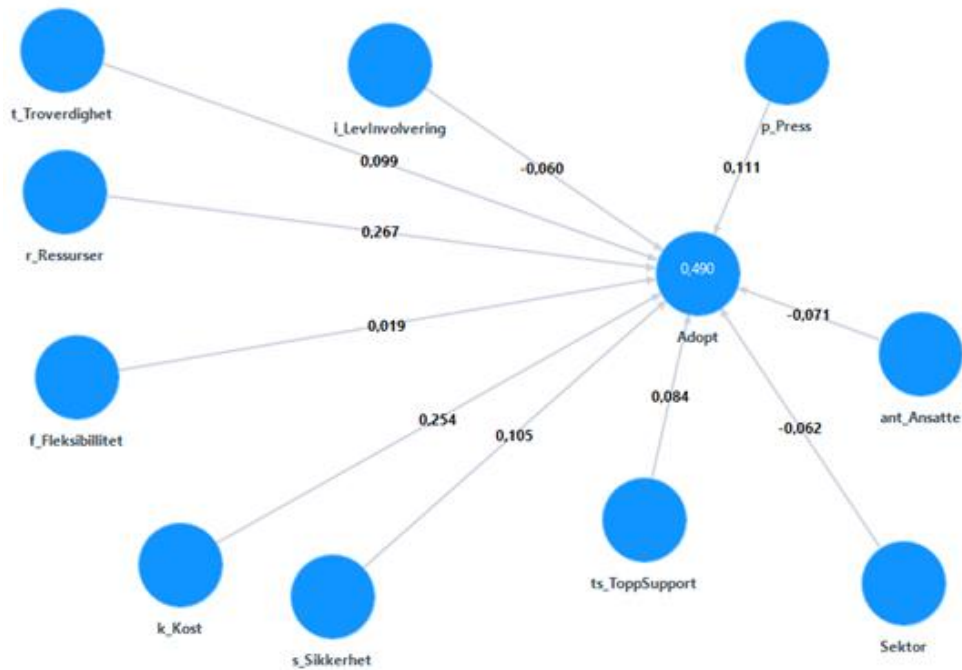 t_Troverdighet
i_LevInvolvering
p_Press
0,099
-0,060
0,111
r_Ressurser
0,267
0,490
Adopt
0,019
-0,071
f_Fleksibillitet
ant_Ansatte
0,254
0,105
0,084
-0,062
ts_ToppSupport
k_Kost
s_Sikkerhet
Sektor